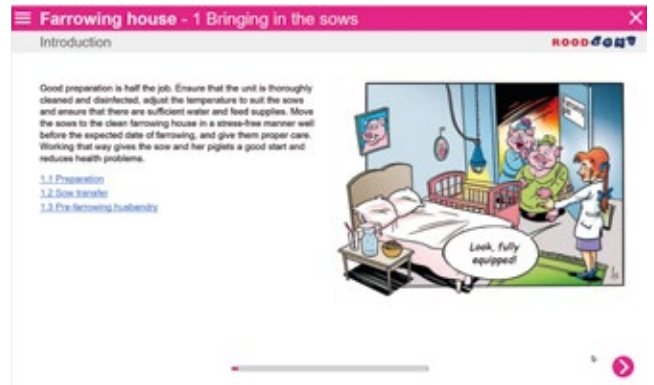 Farrowing house - 1 Bringing in the sows
Introduction
ROOD
Good preparation is half the job. Ensure that the unit is thoroughly
cleaned and disinfected, adjust the temperature to suit the sows
and ensure that there are sufficient water and feed supplies. Move
the sows to the clean farrowing house in a stress-free manner well
before the expected date of farrowing, and give them proper care.
Working that way gives the sow and her piglets a good start and
reduces health problems.
1.1 Preparation
1.2 Sow transfer
1.3 Pre-farrowing husbandry
Look, fully
equipped!